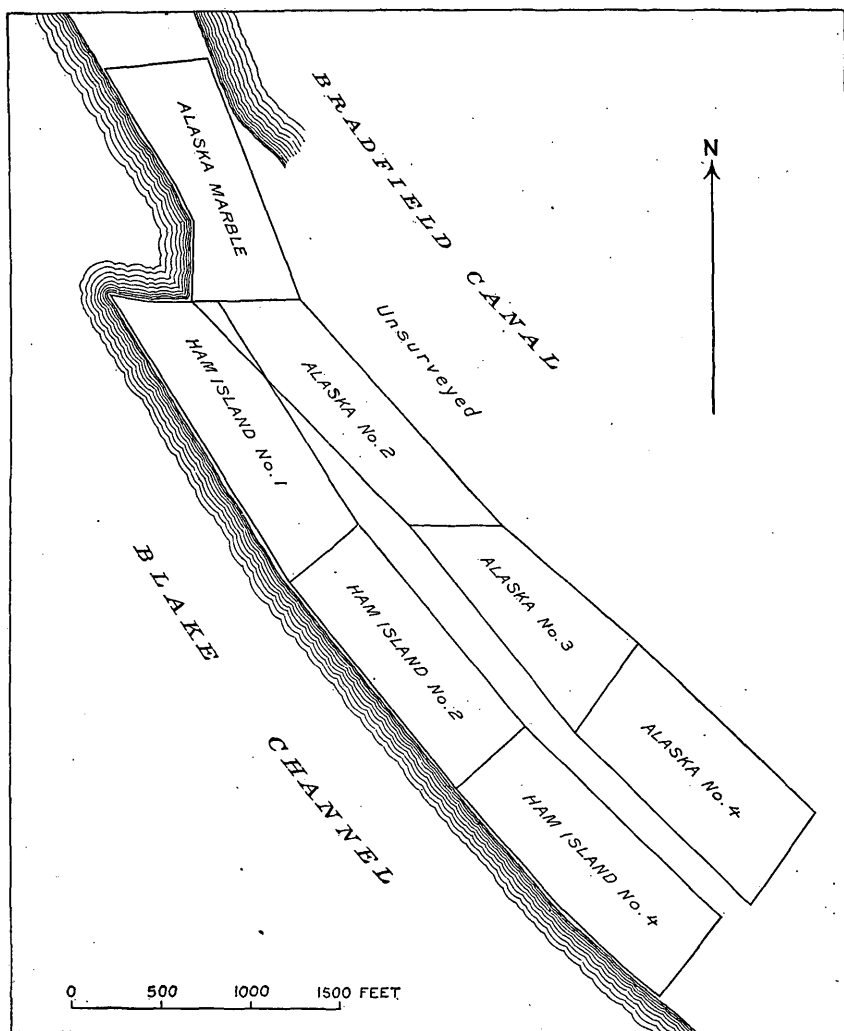 BRADFIELD CANAL
N
ALASKA MARBLE
Unsurveyed
HAM ISLAND No. 1
ALASKA No. 2
BLAKE CHANNEL
ALASKA No. 3
HAM ISLAND No. 2
ALASKA No. 4
HAM ISLAND No. 4
0 500 1000 1500 FEET